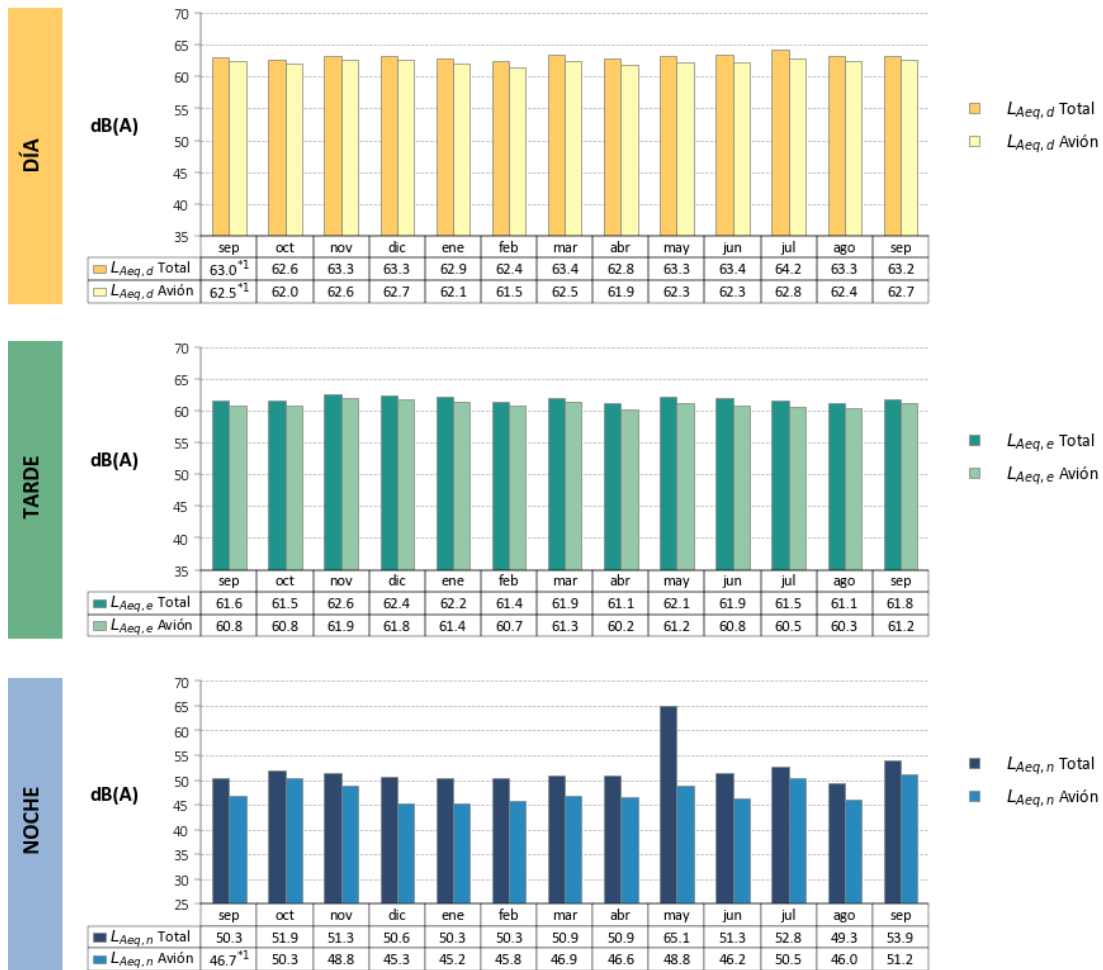 DÍA
dB(A)
70
65
60
55
50
45
40
35
L_Aeq,d Total
L_Aeq,d Avión
sep oct nov dic ene feb mar abr may jun jul ago sep
L_Aeq,d Total 63.0*1 62.6 63.3 63.3 62.9 62.4 63.4 62.8 63.3 63.4 64.2 63.3 63.2
L_Aeq,d Avión 62.5*1 62.0 62.6 62.7 62.1 61.5 62.5 61.9 62.3 62.3 62.8 62.4 62.7
TARDE
dB(A)
70
65
60
55
50
45
40
35
L_Aeq,e Total
L_Aeq,e Avión
sep oct nov dic ene feb mar abr may jun jul ago sep
L_Aeq,e Total 61.6 61.5 62.6 62.4 62.2 61.4 61.9 61.1 62.1 61.9 61.5 61.1 61.8
L_Aeq,e Avión 60.8 60.8 61.9 61.8 61.4 60.7 61.3 60.2 61.2 60.8 60.5 60.3 61.2
NOCHE
dB(A)
70
65
60
55
50
45
40
35
30
25
L_Aeq,n Total
L_Aeq,n Avión
sep oct nov dic ene feb mar abr may jun jul ago sep
L_Aeq,n Total 50.3 51.9 51.3 50.6 50.3 50.3 50.9 50.9 65.1 51.3 52.8 49.3 53.9
L_Aeq,n Avión 46.7*1 50.3 48.8 45.3 45.2 45.8 46.9 46.6 48.8 46.2 50.5 46.0 51.2